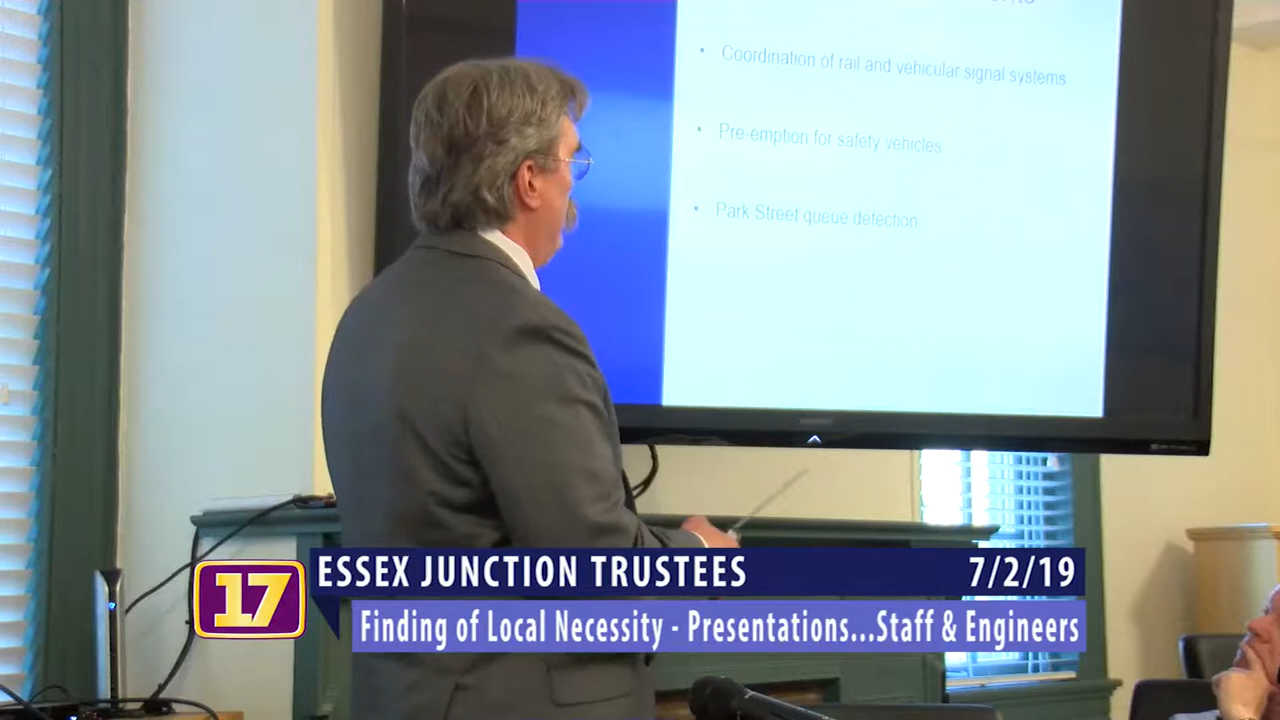 • Coordination of rail and vehicular signal systems
• Pre-emption for safety vehicles
• Park Street queue detection
17
ESSEX JUNCTION TRUSTEES 7/2/19
Finding of Local Necessity - Presentations...Staff & Engineers